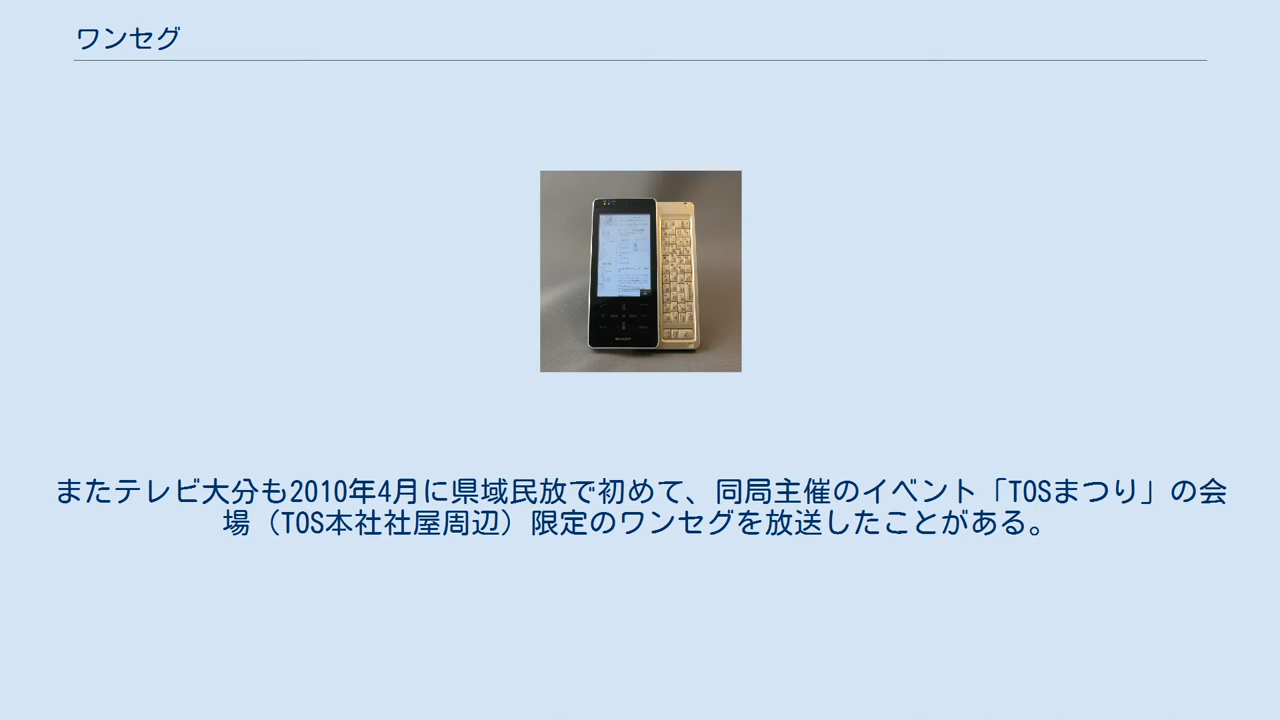 ワンセグ
またテレビ大分も2010年4月に県域民放で初めて、同局主催のイベント「TOSまつり」の会
場（TOS本社社屋周辺）限定のワンセグを放送したことがある。